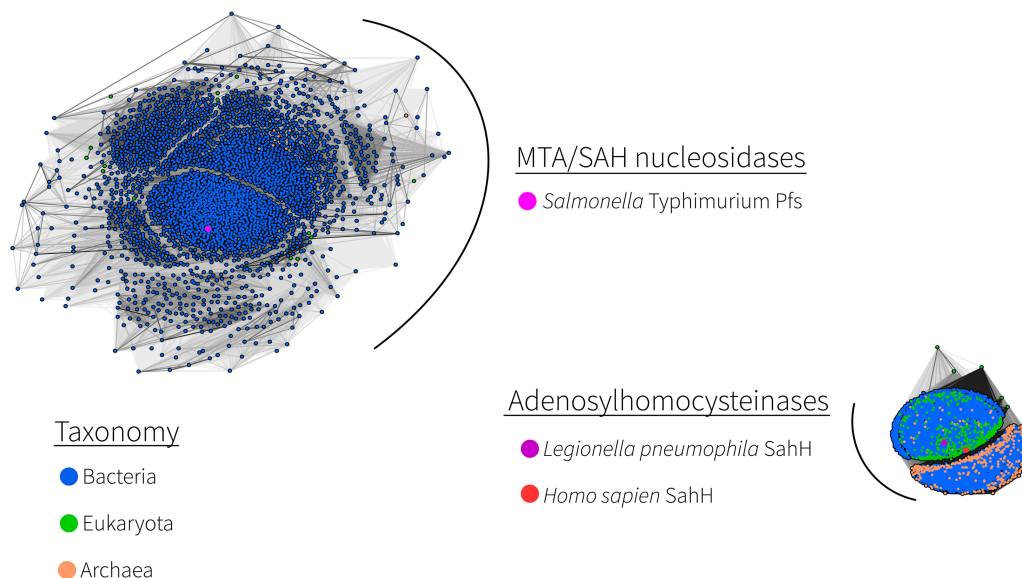 MTA/SAH nucleosidases
Salmonella Typhimurium Pfs
Adenosylhomocysteinases
Legionella pneumophila SahH
Homo sapien SahH
Taxonomy
Bacteria
Eukaryota
Archaea